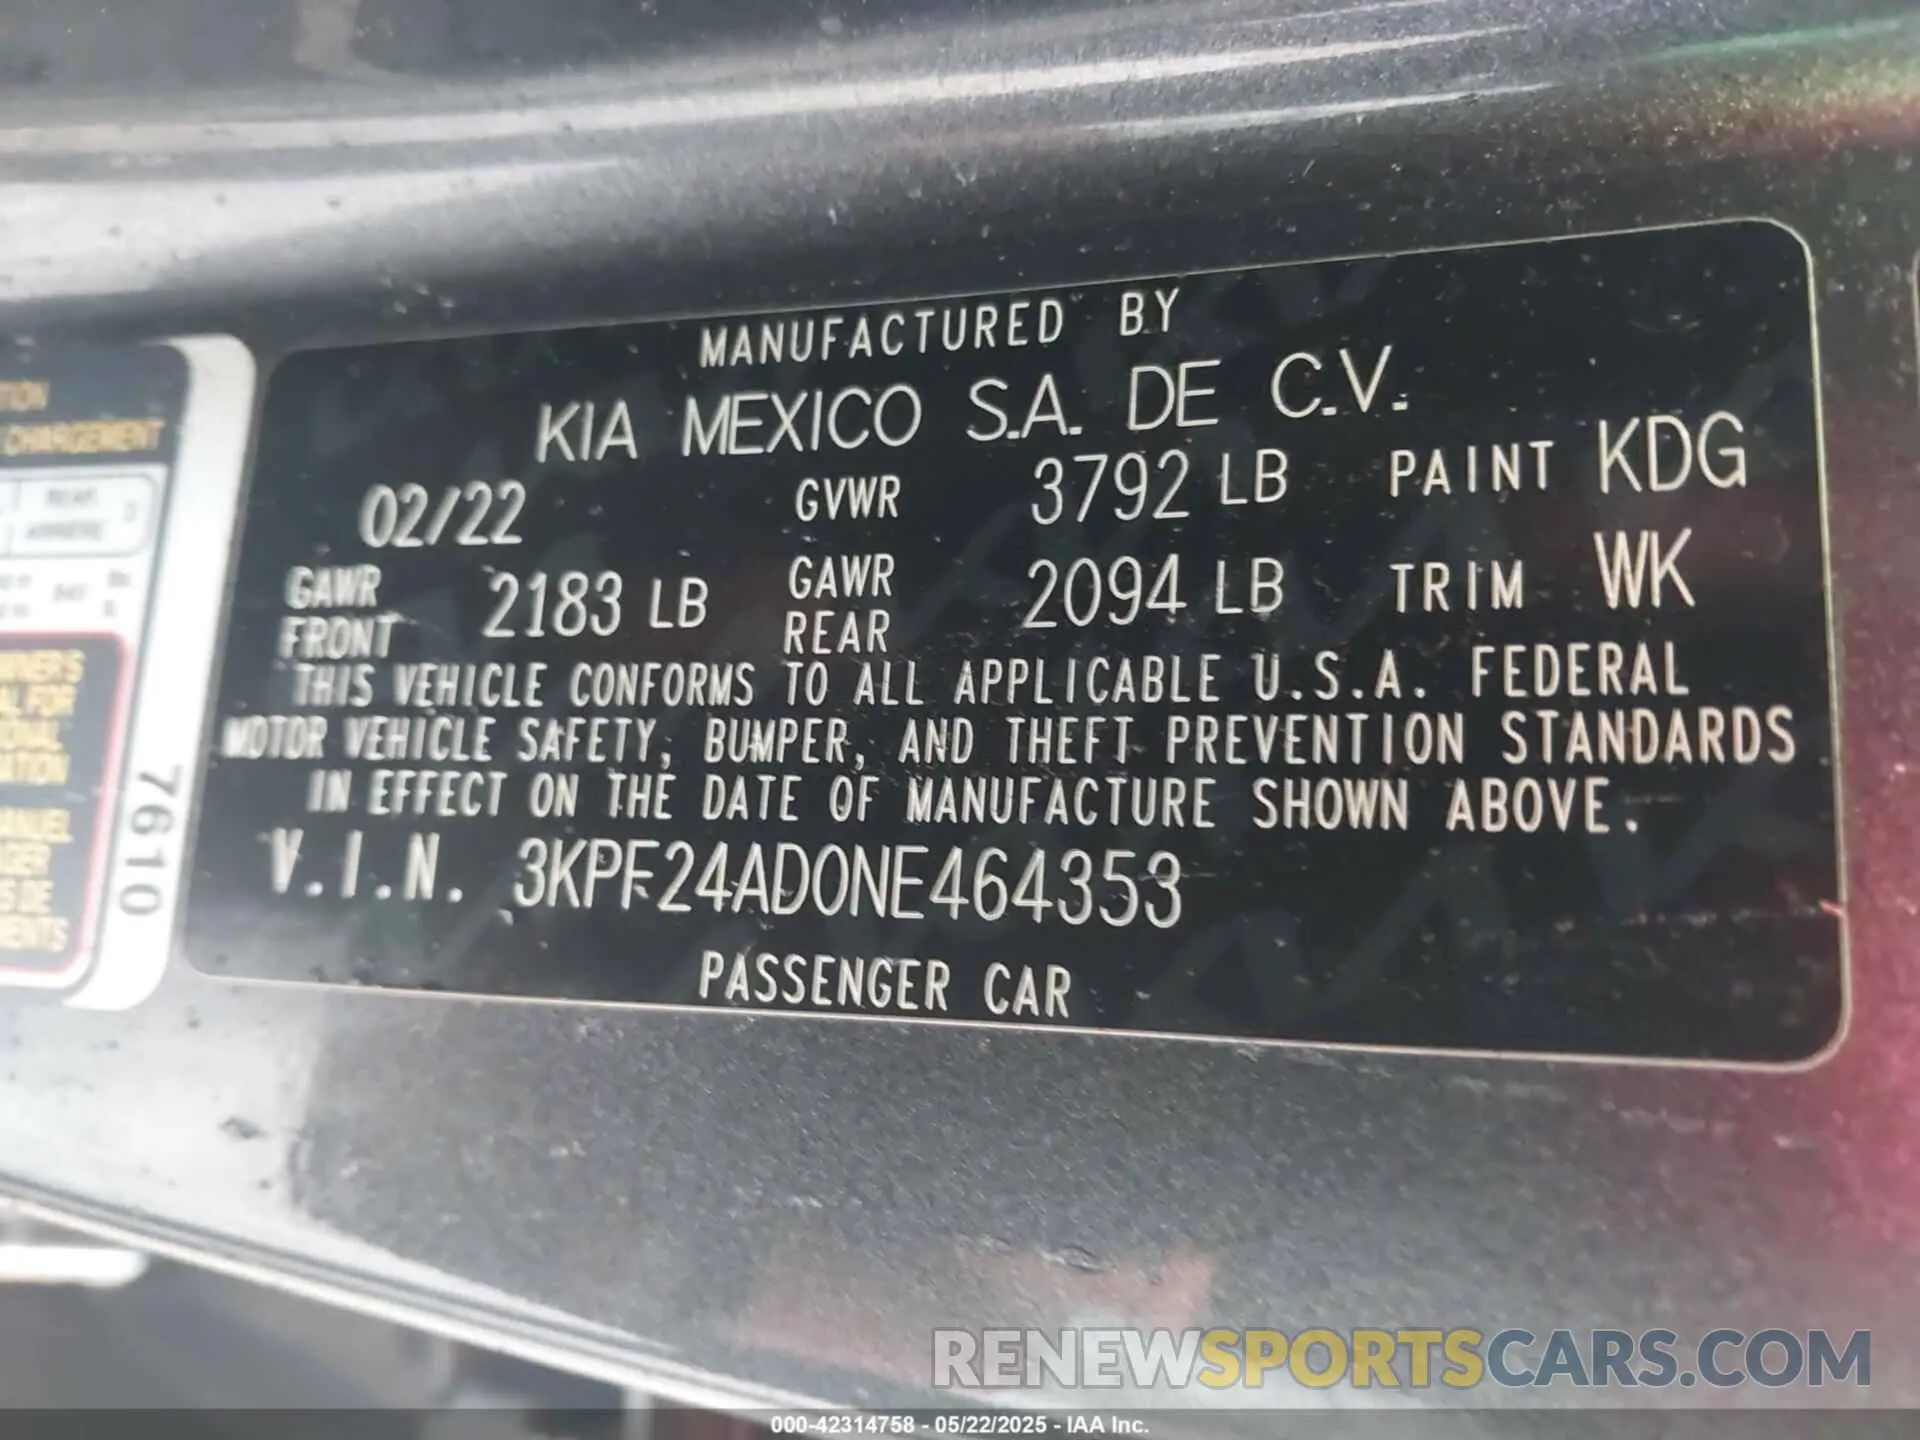 MANUFACTURED BY
KIA MEXICO S.A. DE C.V.
02/22 GVWR 3792 LB PAINT KDG
GAWR FRONT 2183 LB GAWR REAR 2094 LB TRIM WK
THIS VEHICLE CONFORMS TO ALL APPLICABLE U.S.A. FEDERAL
MOTOR VEHICLE SAFETY, BUMPER, AND THEFT PREVENTION STANDARDS
IN EFFECT ON THE DATE OF MANUFACTURE SHOWN ABOVE.
V.I.N. 3KPF24AD0NE464353
PASSENGER CAR
CHARGEMENT
REAR
ARRIERE
7610
RENEWSPORTSCARS.COM
000-42314758 - 05/22/2025 - IAA Inc.